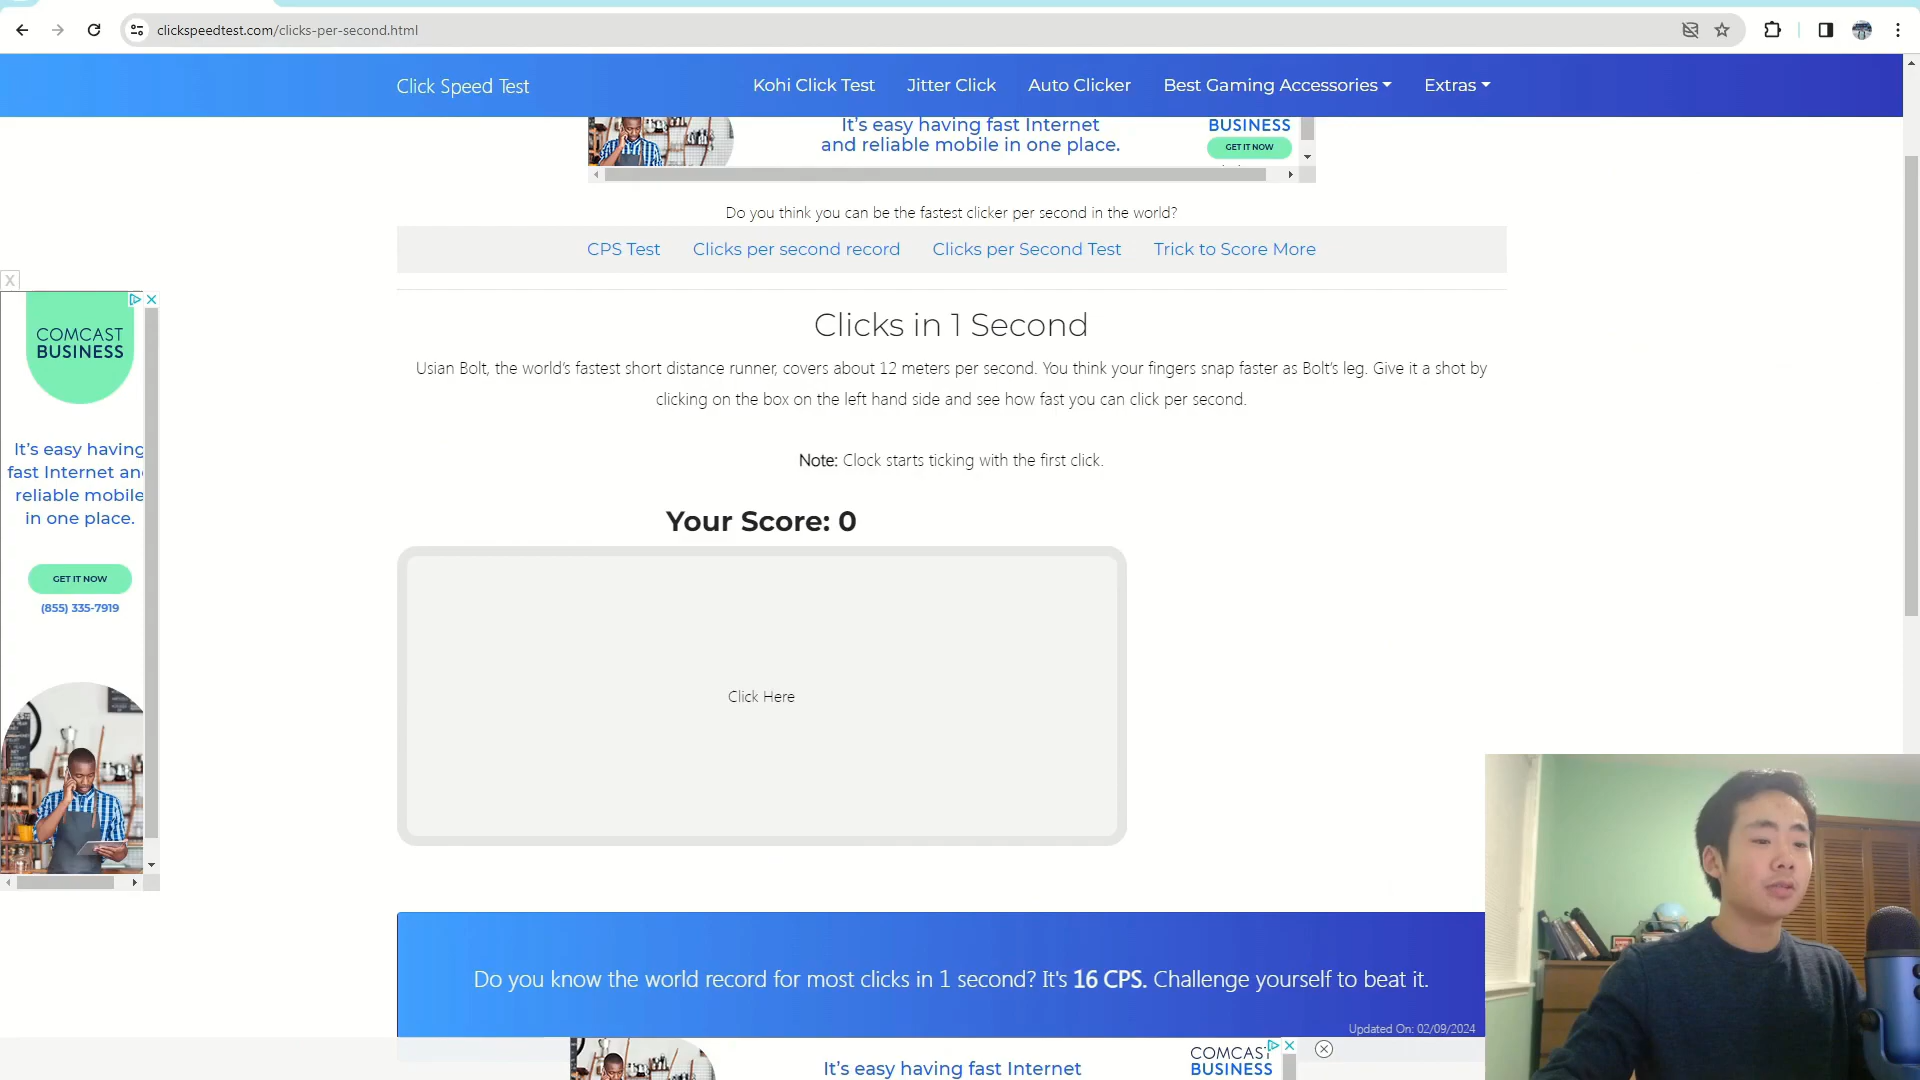 clickspeedtest.com/clicks-per-second.html
Click Speed Test
Kohi Click Test
Jitter Click
Auto Clicker
Best Gaming Accessories
Extras
It's easy having fast Internet
and reliable mobile in one place.
BUSINESS
GET IT NOW
Do you think you can be the fastest clicker per second in the world?
CPS Test
Clicks per second record
Clicks per Second Test
Trick to Score More
X
COMCAST
BUSINESS
It's easy having
fast Internet an
reliable mobile
in one place.
GET IT NOW
(855) 335-7919
Clicks in 1 Second
Usian Bolt, the world's fastest short distance runner, covers about 12 meters per second. You think your fingers snap faster as Bolt's leg. Give it a shot by
clicking on the box on the left hand side and see how fast you can click per second.
Note: Clock starts ticking with the first click.
Your Score: 0
Click Here
Do you know the world record for most clicks in 1 second? It's 16 CPS. Challenge yourself to beat it.
Updated On: 02/09/2024
It's easy having fast Internet
COMCAST
BUSINESS